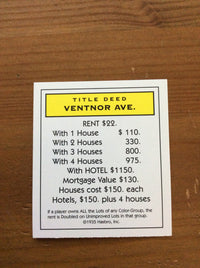 TITLE DEED
VENTNOR AVE.
RENT $22.
With 1 House $ 110.
With 2 Houses 330.
With 3 Houses 800.
With 4 Houses 975.
With HOTEL $1150.
Mortgage Value $130.
Houses cost $150. each
Hotels, $150. plus 4 houses
If a player owns ALL the Lots of any Color-Group, the
rent is Doubled on Unimproved Lots in that group.
©1935 Hasbro, Inc.